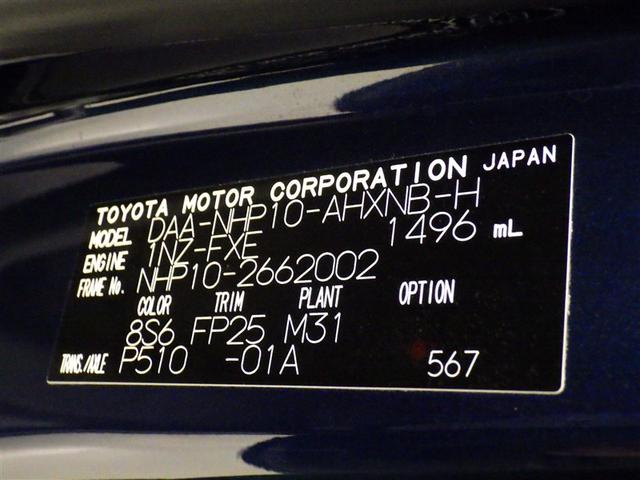 TOYOTA MOTOR CORPORATION JAPAN
MODEL DAA-NHP10-AHXNB-H
ENGINE 1NZ-FXE 1496 mL
FRAME No. NHP10-2662002
COLOR TRIM PLANT OPTION
8S6 FP25 M31
TRANS./AXLE P510 -01A 567